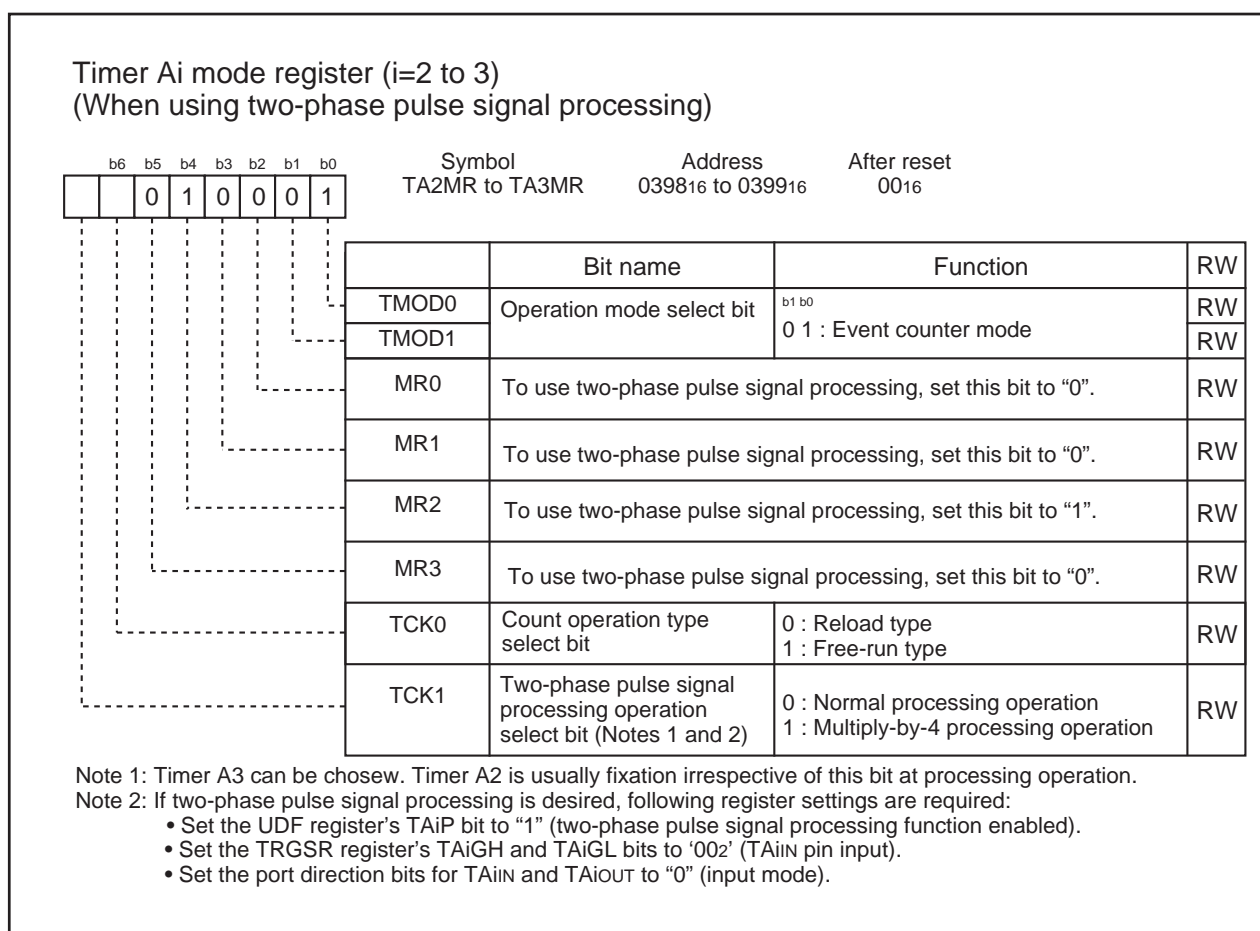 Timer Ai mode register (i=2 to 3)
(When using two-phase pulse signal processing)
b6 b5 b4 b3 b2 b1 b0
0 1 0 0 0 1
Symbol Address After reset
TA2MR to TA3MR 039816 to 039916 0016
Bit name Function RW
TMOD0 Operation mode select bit b1 b0 RW
TMOD1 0 1 : Event counter mode RW
MR0 To use two-phase pulse signal processing, set this bit to “0”. RW
MR1 To use two-phase pulse signal processing, set this bit to “0”. RW
MR2 To use two-phase pulse signal processing, set this bit to “1”. RW
MR3 To use two-phase pulse signal processing, set this bit to “0”. RW
TCK0 Count operation type 0 : Reload type RW
select bit 1 : Free-run type
TCK1 Two-phase pulse signal
processing operation 0 : Normal processing operation RW
select bit (Notes 1 and 2) 1 : Multiply-by-4 processing operation
Note 1: Timer A3 can be chosew. Timer A2 is usually fixation irrespective of this bit at processing operation.
Note 2: If two-phase pulse signal processing is desired, following register settings are required:
• Set the UDF register’s TAiP bit to “1” (two-phase pulse signal processing function enabled).
• Set the TRGSR register’s TAiGH and TAiGL bits to ‘002’ (TAiIN pin input).
• Set the port direction bits for TAiIN and TAiOUT to “0” (input mode).